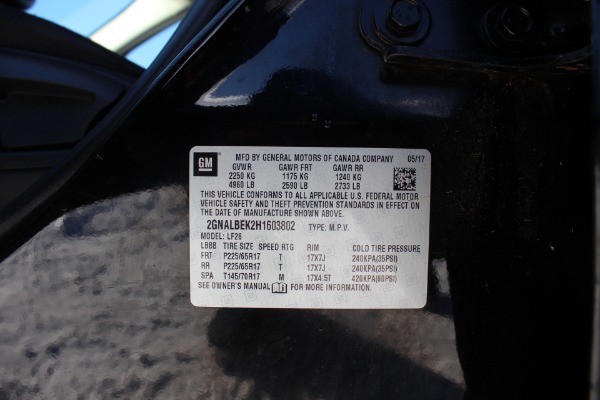 GM MFD BY GENERAL MOTORS OF CANADA COMPANY 05/17
GVWR GAWR FRT GAWR RR
2250 KG 1175 KG 1240 KG
4960 LB 2590 LB 2733 LB
THIS VEHICLE CONFORMS TO ALL APPLICABLE U.S. FEDERAL MOTOR
VEHICLE SAFETY AND THEFT PREVENTION STANDARDS IN EFFECT ON
THE DATE OF MANUFACTURE SHOWN ABOVE.
2GNALBEK2H1603802 TYPE: M.P.V.
MODEL: LF26
LBBB TIRE SIZE SPEED RTG RIM COLD TIRE PRESSURE
FRT P225/65R17 T 17X7J 240KPA(35PSI)
RR P225/65R17 T 17X7J 240KPA(35PSI)
SPA T145/70R17 M 17X4.5T 420KPA(60PSI)
SEE OWNER'S MANUAL FOR MORE INFORMATION.